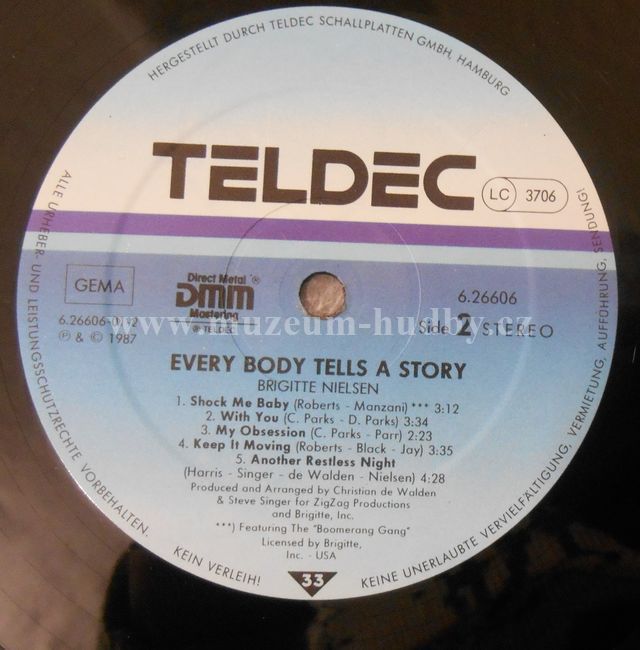 HERGESTELLT DURCH TELDEC SCHALLPLATTEN GMBH, HAMBURG
TELDEC
LC 3706
GEMA
Direct Metal ®
DMM
Mastering
® TELDEC
6.26606
6.26606-01-2
Side 2 STEREO
℗ & © 1987
www.muzeum-hudby.cz
EVERY BODY TELLS A STORY
BRIGITTE NIELSEN
1. Shock Me Baby (Roberts - Manzani) *** 3:12
2. With You (C. Parks - D. Parks) 3:34
3. My Obsession (C. Parks - Parr) 2:23
4. Keep It Moving (Roberts - Black - Jay) 3:35
5. Another Restless Night
(Harris - Singer - de Walden - Nielsen) 4:28
Produced and Arranged by Christian de Walden
& Steve Singer for ZigZag Productions
and Brigitte, Inc.
***) Featuring The "Boomerang Gang"
Licensed by Brigitte,
Inc. - USA
33
ALLE URHEBER- UND LEISTUNGSSCHUTZRECHTE VORBEHALTEN.
KEIN VERLEIH!
KEINE UNERLAUBTE VERVIELFÄLTIGUNG, VERMIETUNG, AUFFÜHRUNG, SENDUNG!